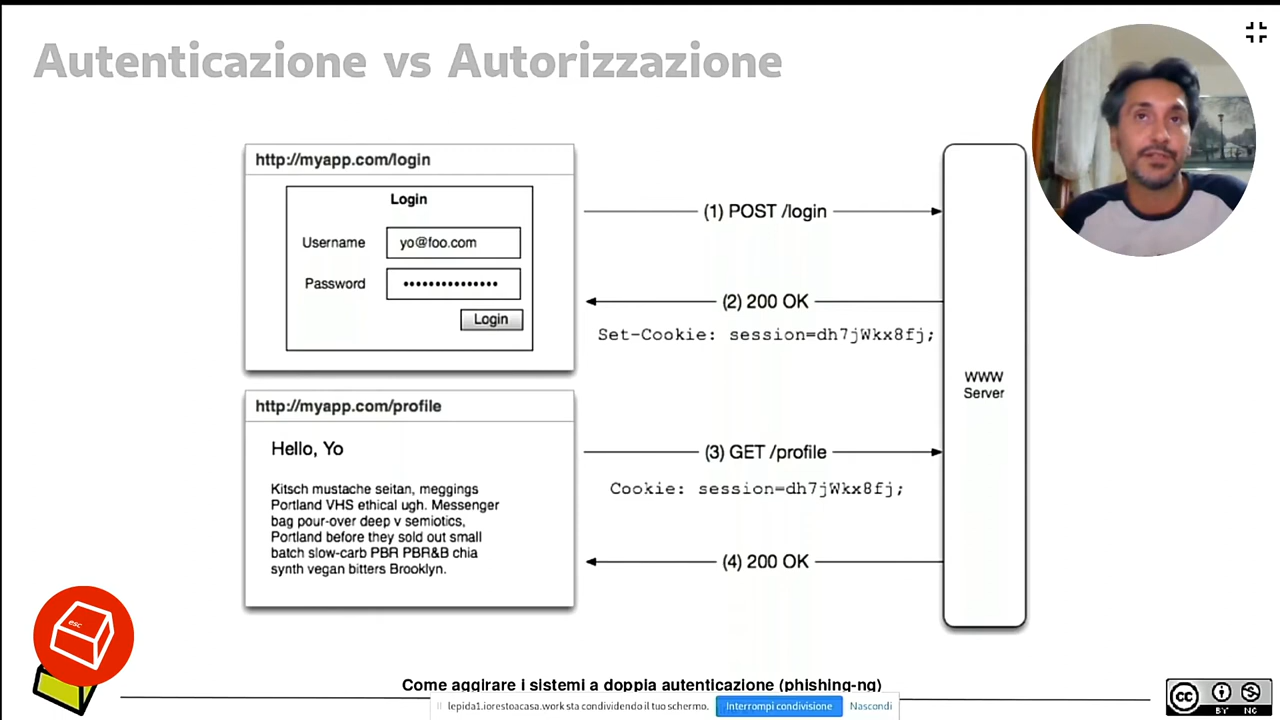 Autenticazione vs Autorizzazione
http://myapp.com/login
Login
Username
yo@foo.com
Password
•••••••••••••••
Login
(1) POST /login
(2) 200 OK
Set-Cookie: session=dh7jWkx8fj;
WWW
Server
http://myapp.com/profile
Hello, Yo
Kitsch mustache seitan, meggings
Portland VHS ethical ugh. Messenger
bag pour-over deep v semiotics,
Portland before they sold out small
batch slow-carb PBR PBR&B chia
synth vegan bitters Brooklyn.
(3) GET /profile
Cookie: session=dh7jWkx8fj;
(4) 200 OK
esc
Come aggirare i sistemi a doppia autenticazione (phishing-ng)
lepida1.iorestoacasa.work sta condividendo il tuo schermo.
Interrompi condivisione
Nascondi
cc
BY NC